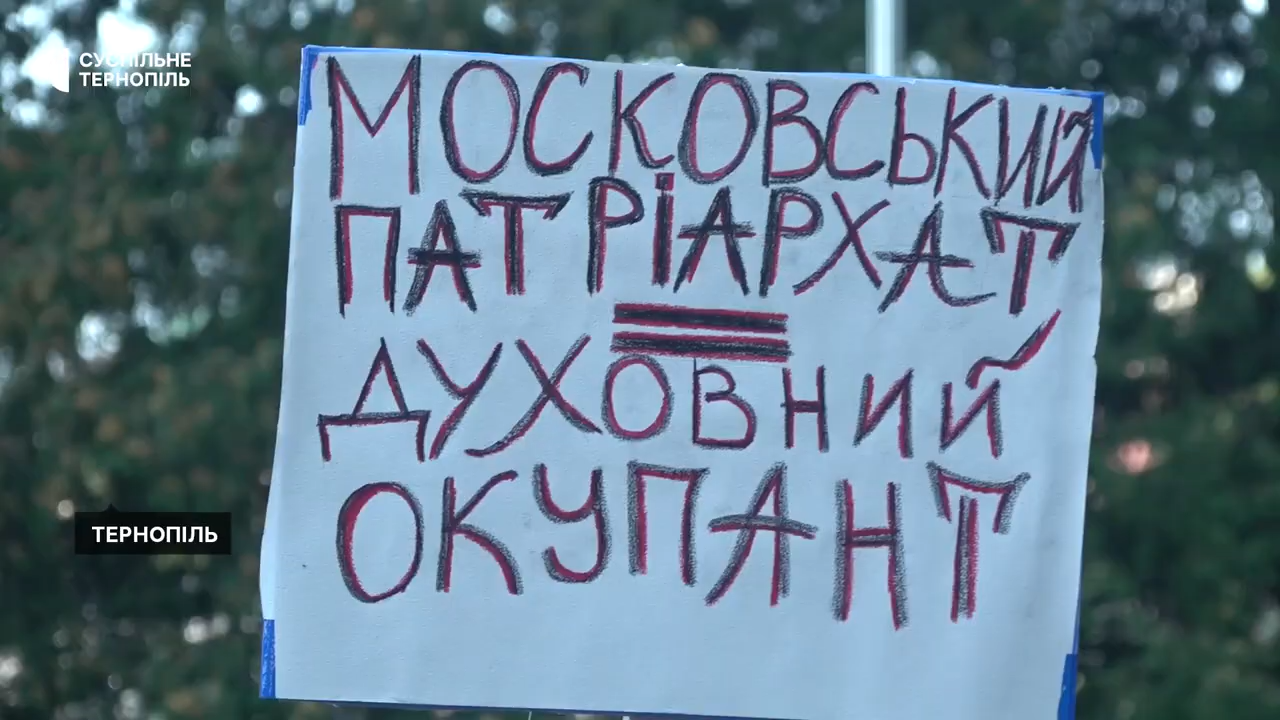 СУСПІЛЬНЕ
ТЕРНОПІЛЬ
МОСКОВСЬКИЙ
ПАТРІАРХАТ
=
ДУХОВНИЙ
ОКУПАНТ
ТЕРНОПІЛЬ